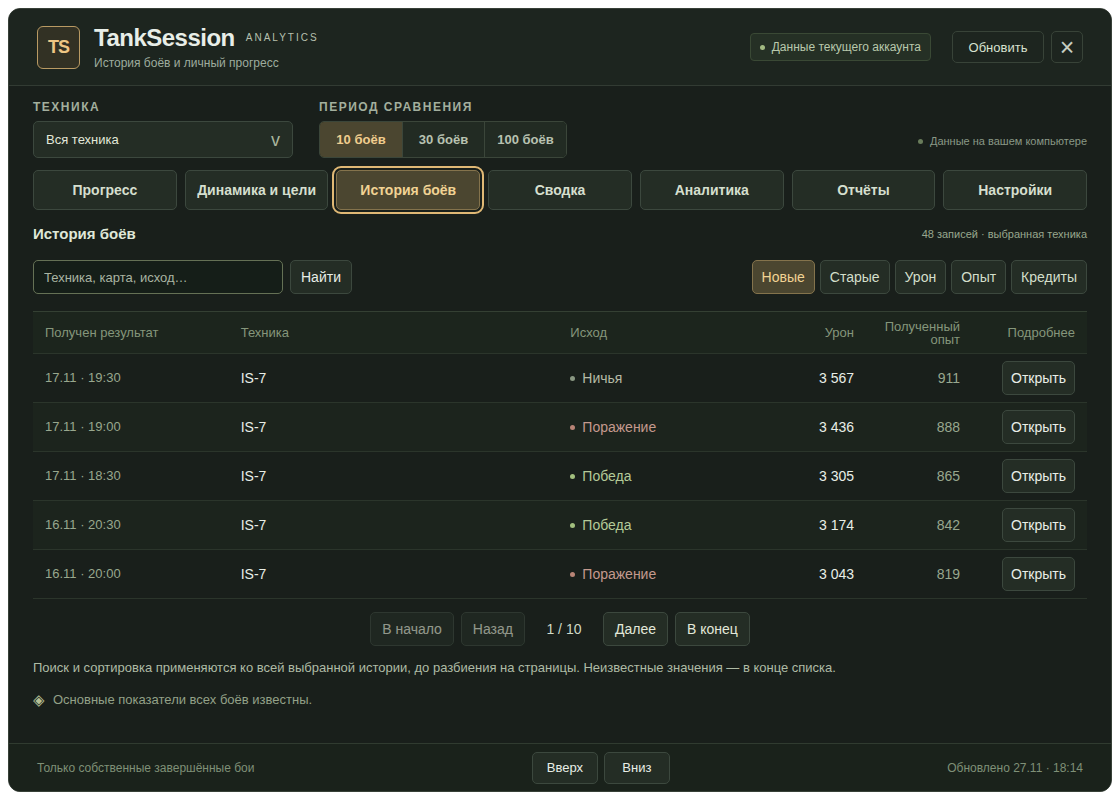 TS
TankSession ANALYTICS
История боёв и личный прогресс
Данные текущего аккаунта
Обновить
ТЕХНИКА
ПЕРИОД СРАВНЕНИЯ
Вся техника
10 боёв 30 боёв 100 боёв
Данные на вашем компьютере
Прогресс Динамика и цели История боёв Сводка Аналитика Отчёты Настройки
История боёв
48 записей · выбранная техника
Техника, карта, исход… Найти
Новые Старые Урон Опыт Кредиты
Получен результат Техника Исход Урон Полученный опыт Подробнее
17.11 · 19:30 IS-7 Ничья 3 567 911 Открыть
17.11 · 19:00 IS-7 Поражение 3 436 888 Открыть
17.11 · 18:30 IS-7 Победа 3 305 865 Открыть
16.11 · 20:30 IS-7 Победа 3 174 842 Открыть
16.11 · 20:00 IS-7 Поражение 3 043 819 Открыть
В начало Назад 1 / 10 Далее В конец
Поиск и сортировка применяются ко всей выбранной истории, до разбиения на страницы. Неизвестные значения — в конце списка.
Основные показатели всех боёв известны.
Только собственные завершённые бои
Вверх Вниз
Обновлено 27.11 · 18:14